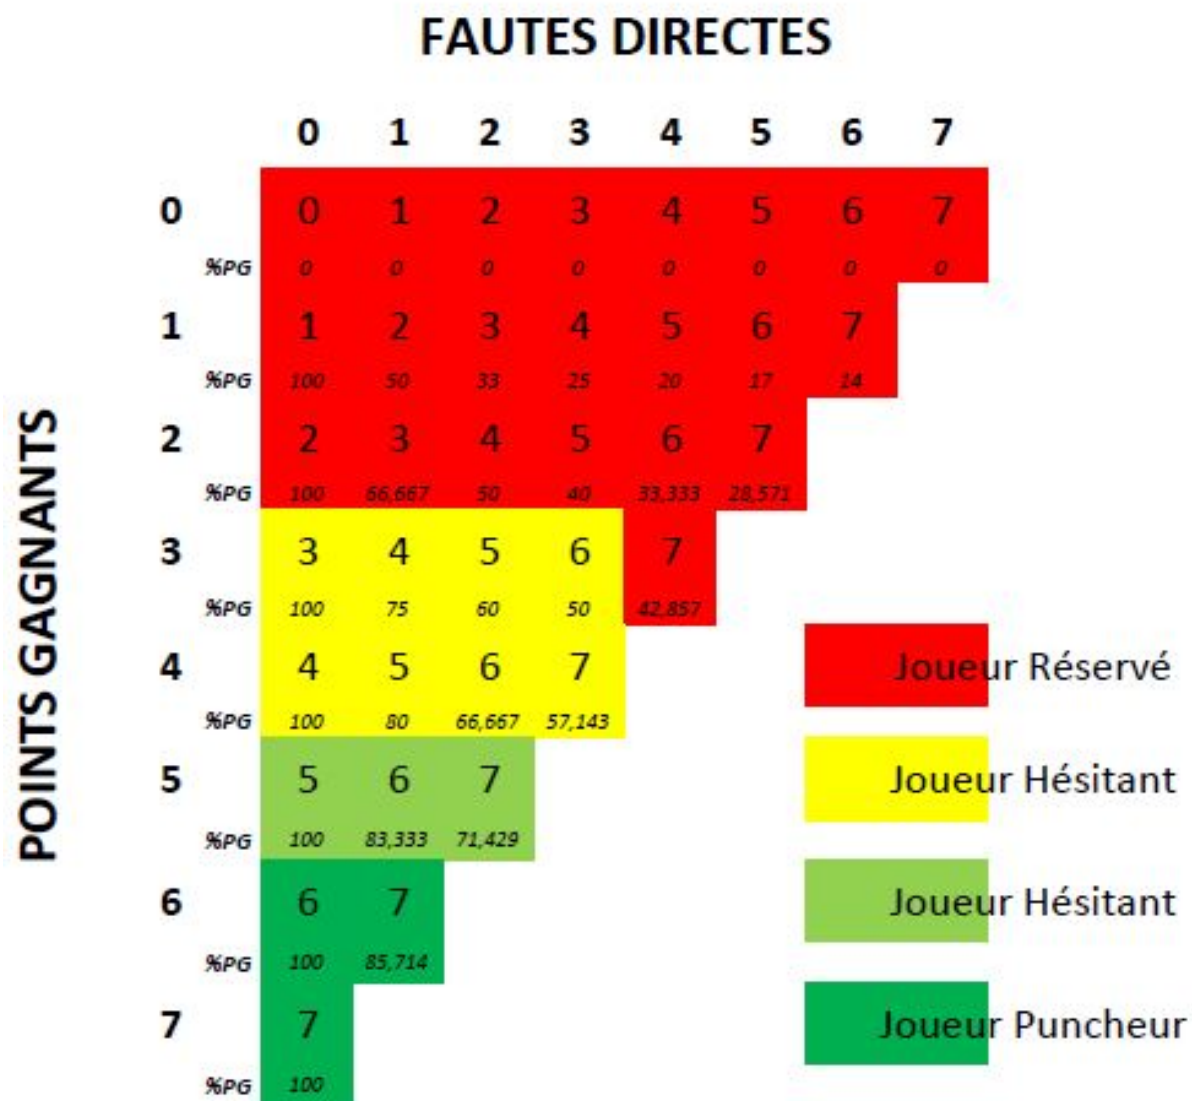 FAUTES DIRECTES
0 1 2 3 4 5 6 7
POINTS GAGNANTS
0 0 1 2 3 4 5 6 7
%PG 0 0 0 0 0 0 0 0
1 1 2 3 4 5 6 7
%PG 100 50 33 25 20 17 14
2 2 3 4 5 6 7
%PG 100 66,667 50 40 33,333 28,571
3 3 4 5 6 7
%PG 100 75 60 50 42,857
4 4 5 6 7
%PG 100 80 66,667 57,143
5 5 6 7
%PG 100 83,333 71,429
6 6 7
%PG 100 85,714
7 7
%PG 100
Joueur Réservé
Joueur Hésitant
Joueur Hésitant
Joueur Puncheur